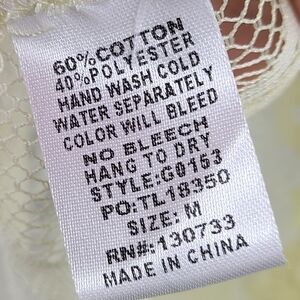 60% COTTON
40% POLYESTER
HAND WASH COLD
WATER SEPARATELY
COLOR WILL BLEED
NO BLEECH
HANG TO DRY
STYLE:G0163
PO:TL18350
SIZE: M
RN#:130733
MADE IN CHINA